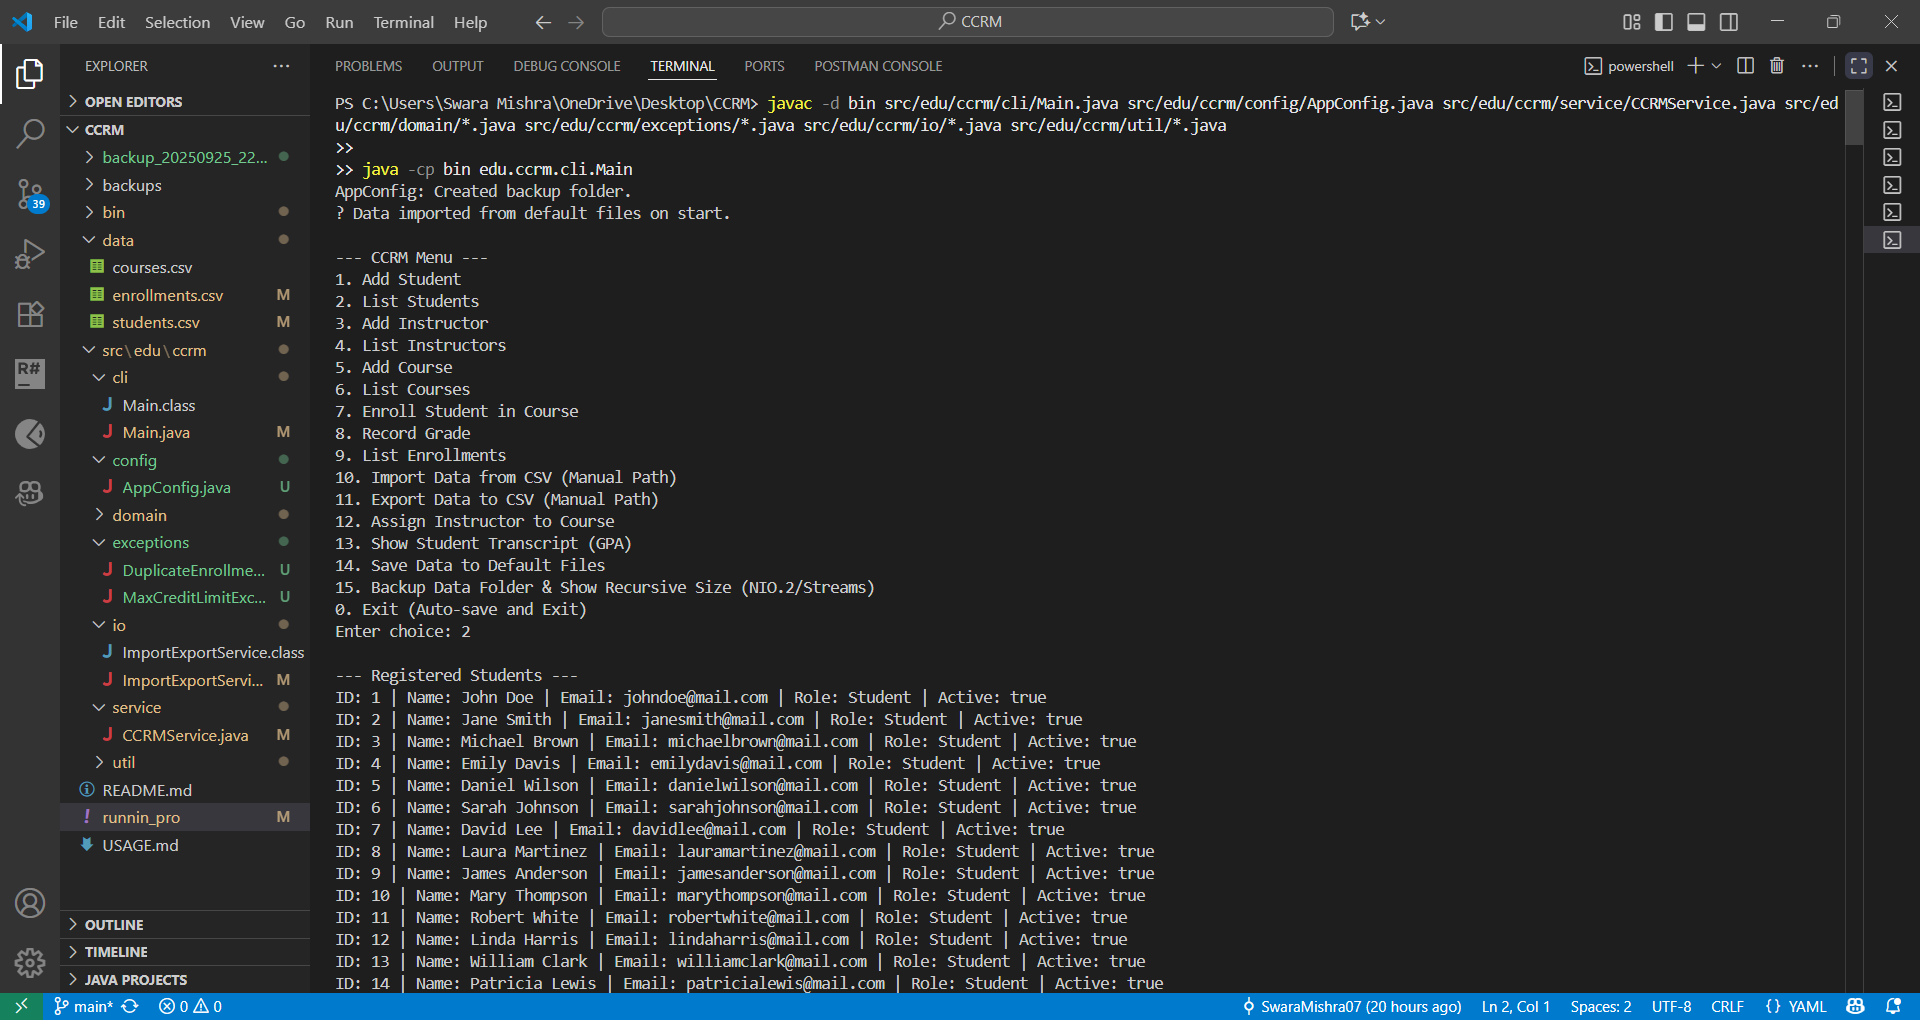 File Edit Selection View Go Run Terminal Help
CCRM
EXPLORER
OPEN EDITORS
CCRM
backup_20250925_22...
backups
bin
data
courses.csv
enrollments.csv M
students.csv M
src\edu\ccrm
cli
Main.class
Main.java M
config
AppConfig.java U
domain
exceptions
DuplicateEnrollme... U
MaxCreditLimitExc... U
io
ImportExportService.class
ImportExportServi... M
service
CCRMService.java M
util
README.md
runnin_pro M
USAGE.md
OUTLINE
TIMELINE
JAVA PROJECTS
39
R#
PROBLEMS OUTPUT DEBUG CONSOLE TERMINAL PORTS POSTMAN CONSOLE
powershell
PS C:\Users\Swara Mishra\OneDrive\Desktop\CCRM> javac -d bin src/edu/ccrm/cli/Main.java src/edu/ccrm/config/AppConfig.java src/edu/ccrm/service/CCRMService.java src/ed
u/ccrm/domain/*.java src/edu/ccrm/exceptions/*.java src/edu/ccrm/io/*.java src/edu/ccrm/util/*.java
>>
>> java -cp bin edu.ccrm.cli.Main
AppConfig: Created backup folder.
? Data imported from default files on start.
--- CCRM Menu ---
1. Add Student
2. List Students
3. Add Instructor
4. List Instructors
5. Add Course
6. List Courses
7. Enroll Student in Course
8. Record Grade
9. List Enrollments
10. Import Data from CSV (Manual Path)
11. Export Data to CSV (Manual Path)
12. Assign Instructor to Course
13. Show Student Transcript (GPA)
14. Save Data to Default Files
15. Backup Data Folder & Show Recursive Size (NIO.2/Streams)
0. Exit (Auto-save and Exit)
Enter choice: 2
--- Registered Students ---
ID: 1 | Name: John Doe | Email: johndoe@mail.com | Role: Student | Active: true
ID: 2 | Name: Jane Smith | Email: janesmith@mail.com | Role: Student | Active: true
ID: 3 | Name: Michael Brown | Email: michaelbrown@mail.com | Role: Student | Active: true
ID: 4 | Name: Emily Davis | Email: emilydavis@mail.com | Role: Student | Active: true
ID: 5 | Name: Daniel Wilson | Email: danielwilson@mail.com | Role: Student | Active: true
ID: 6 | Name: Sarah Johnson | Email: sarahjohnson@mail.com | Role: Student | Active: true
ID: 7 | Name: David Lee | Email: davidlee@mail.com | Role: Student | Active: true
ID: 8 | Name: Laura Martinez | Email: lauramartinez@mail.com | Role: Student | Active: true
ID: 9 | Name: James Anderson | Email: jamesanderson@mail.com | Role: Student | Active: true
ID: 10 | Name: Mary Thompson | Email: marythompson@mail.com | Role: Student | Active: true
ID: 11 | Name: Robert White | Email: robertwhite@mail.com | Role: Student | Active: true
ID: 12 | Name: Linda Harris | Email: lindaharris@mail.com | Role: Student | Active: true
ID: 13 | Name: William Clark | Email: williamclark@mail.com | Role: Student | Active: true
ID: 14 | Name: Patricia Lewis | Email: patricialewis@mail.com | Role: Student | Active: true
main* 0 0 SwaraMishra07 (20 hours ago) Ln 2, Col 1 Spaces: 2 UTF-8 CRLF {} YAML